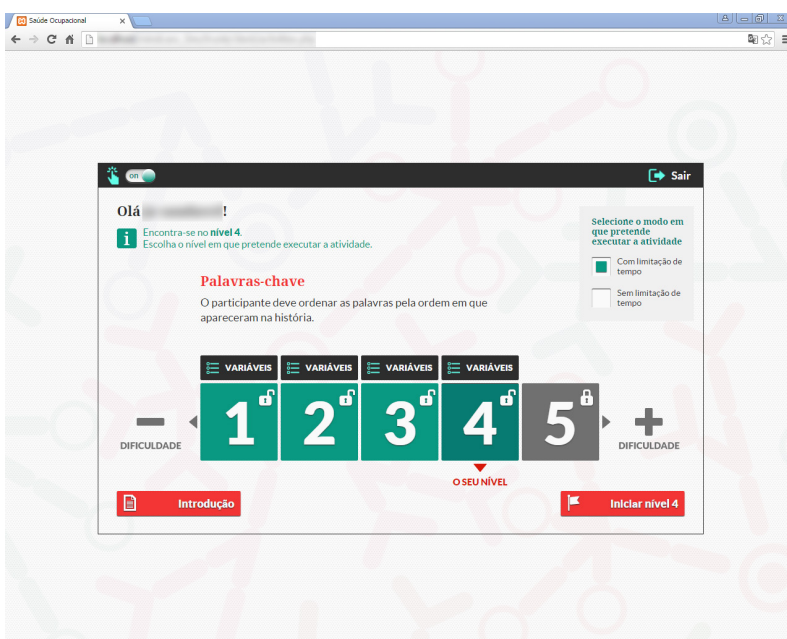 Saúde Ocupacional
on
Sair
Olá !
Encontra-se no nível 4.
Escolha o nível em que pretende executar a atividade.
Selecione o modo em
que pretende
executar a atividade
Com limitação de
tempo
Sem limitação de
tempo
Palavras-chave
O participante deve ordenar as palavras pela ordem em que
apareceram na história.
VARIÁVEIS VARIÁVEIS VARIÁVEIS VARIÁVEIS
1 2 3 4 5
DIFICULDADE
DIFICULDADE
O SEU NÍVEL
Introdução
Iniciar nível 4